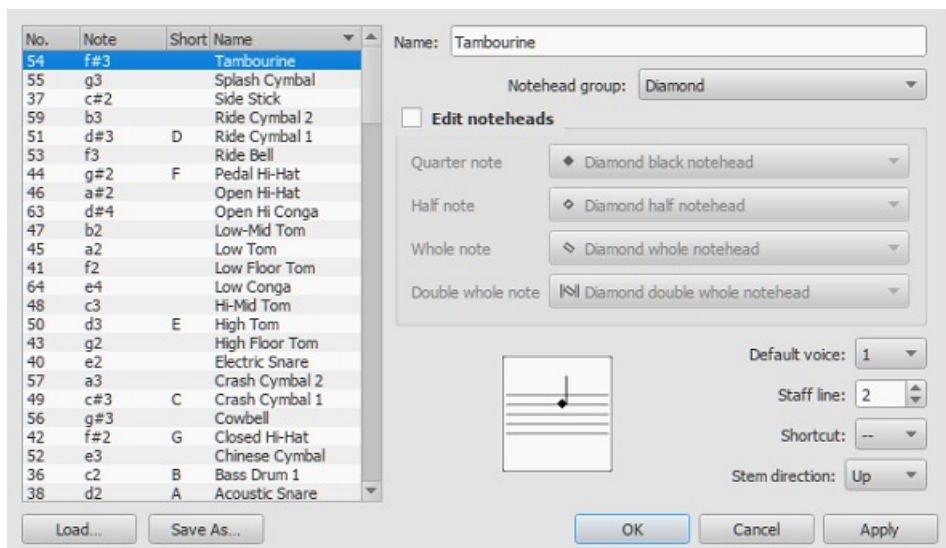 No. Note Short Name
54 f#3 Tambourine
55 g3 Splash Cymbal
37 c#2 Side Stick
59 b3 Ride Cymbal 2
51 d#3 D Ride Cymbal 1
53 f3 Ride Bell
44 g#2 F Pedal Hi-Hat
46 a#2 Open Hi-Hat
63 d#4 Open Hi Conga
47 b2 Low-Mid Tom
45 a2 Low Tom
41 f2 Low Floor Tom
64 e4 Low Conga
48 c3 Hi-Mid Tom
50 d3 E High Tom
43 g2 High Floor Tom
40 e2 Electric Snare
57 a3 Crash Cymbal 2
49 c#3 C Crash Cymbal 1
56 g#3 Cowbell
42 f#2 G Closed Hi-Hat
52 e3 Chinese Cymbal
36 c2 B Bass Drum 1
38 d2 A Acoustic Snare
Load...
Save As...
Name: Tambourine
Notehead group: Diamond
Edit noteheads
Quarter note Diamond black notehead
Half note Diamond half notehead
Whole note Diamond whole notehead
Double whole note Diamond double whole notehead
Default voice: 1
Staff line: 2
Shortcut: --
Stem direction: Up
OK
Cancel
Apply